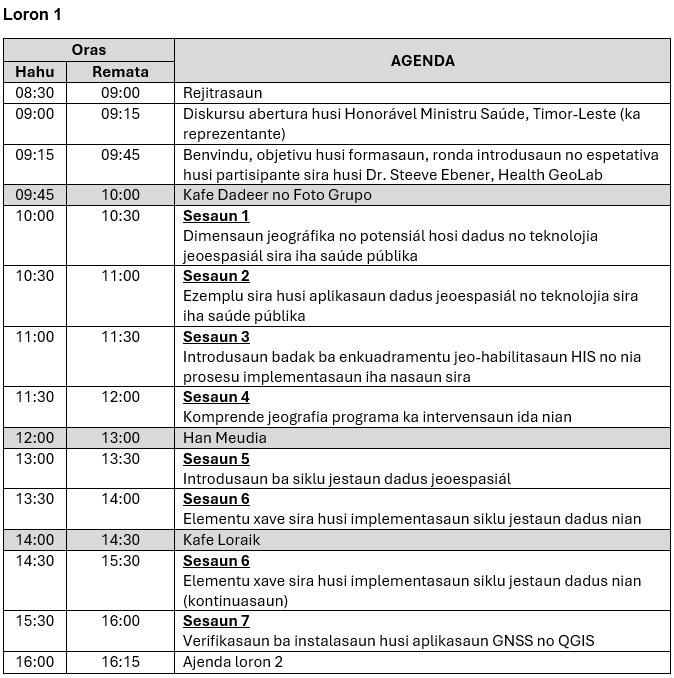 Loron 1
Oras
AGENDA
Hahu Remata
08:30 09:00 Rejitrasaun
09:00 09:15 Diskursu abertura husi Honorável Ministru Saúde, Timor-Leste (ka
reprezentante)
09:15 09:45 Benvindu, objetivu husi formasaun, ronda introdusaun no espetativa
husi partisipante sira husi Dr. Steeve Ebener, Health GeoLab
09:45 10:00 Kafe Dadeer no Foto Grupo
10:00 10:30 Sesaun 1
Dimensaun jeográfika no potensiál hosi dadus no teknolojia
jeoespasiál sira iha saúde públika
10:30 11:00 Sesaun 2
Ezemplu sira husi aplikasaun dadus jeoespasiál no teknolojia sira
iha saúde públika
11:00 11:30 Sesaun 3
Introdusaun badak ba enkuadramentu jeo-habilitasaun HIS no nia
prosesu implementasaun iha nasaun sira
11:30 12:00 Sesaun 4
Komprende jeografia programa ka intervensaun ida nian
12:00 13:00 Han Meudia
13:00 13:30 Sesaun 5
Introdusaun ba siklu jestaun dadus jeoespasiál
13:30 14:00 Sesaun 6
Elementu xave sira husi implementasaun siklu jestaun dadus nian
14:00 14:30 Kafe Loraik
14:30 15:30 Sesaun 6
Elementu xave sira husi implementasaun siklu jestaun dadus nian
(kontinuasaun)
15:30 16:00 Sesaun 7
Verifikasaun ba instalasaun husi aplikasaun GNSS no QGIS
16:00 16:15 Ajenda loron 2